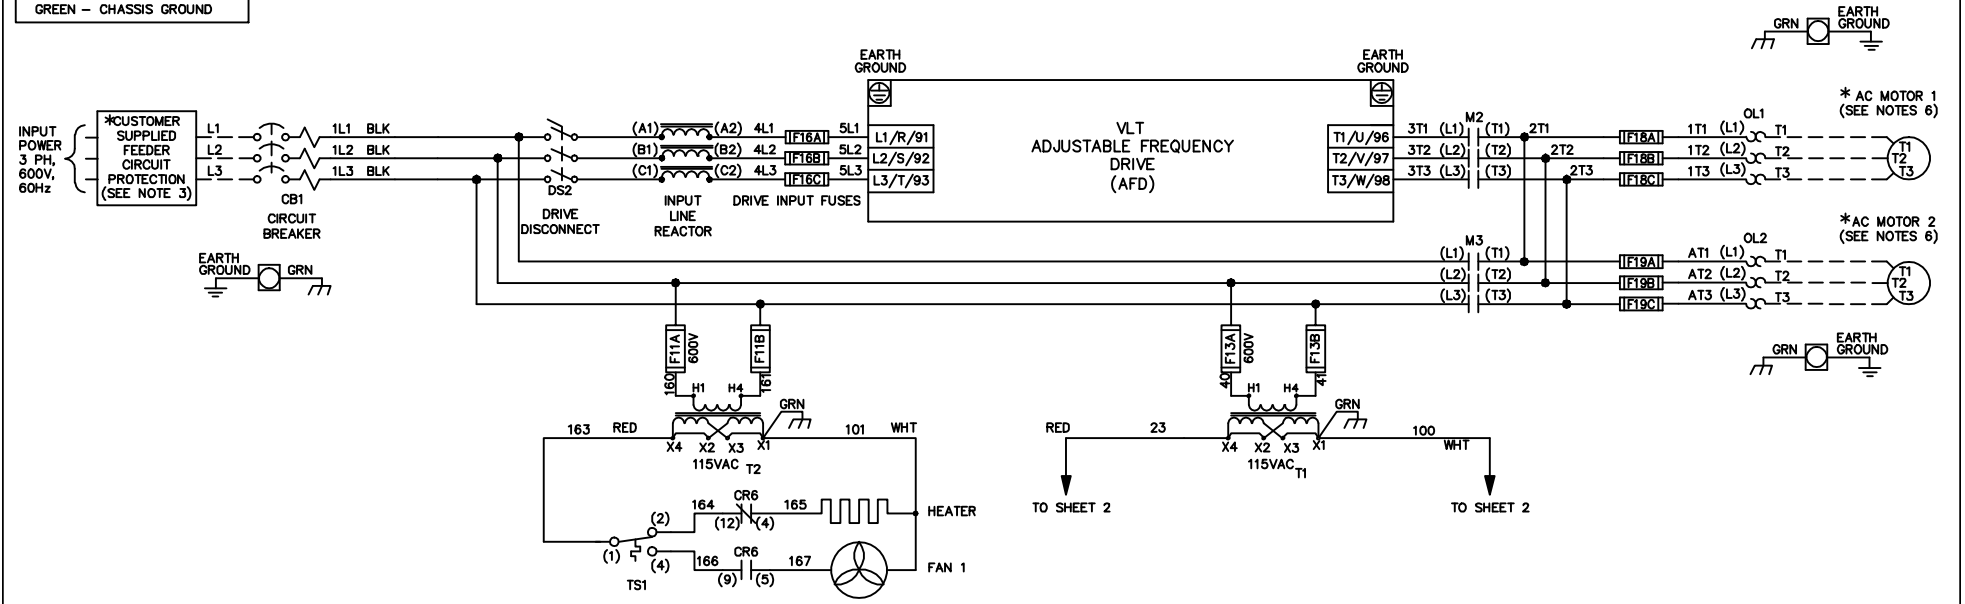 GREEN - CHASSIS GROUND
EARTH
GROUND
GRN
EARTH
GROUND
EARTH
GROUND
INPUT
POWER
3 PH,
600V,
60Hz
*CUSTOMER
SUPPLIED
FEEDER
CIRCUIT
PROTECTION
(SEE NOTE 3)
L1
L2
L3
CB1
CIRCUIT
BREAKER
1L1 BLK
1L2 BLK
1L3 BLK
DS2
DRIVE
DISCONNECT
(A1) (A2) 4L1 F16A 5L1
(B1) (B2) 4L2 F16B 5L2
(C1) (C2) 4L3 F16C 5L3
INPUT
LINE
REACTOR
DRIVE INPUT FUSES
L1/R/91
L2/S/92
L3/T/93
VLT
ADJUSTABLE FREQUENCY
DRIVE
(AFD)
T1/U/96
T2/V/97
T3/W/98
M2
3T1 (L1) (T1) 2T1
3T2 (L2) (T2) 2T2
3T3 (L3) (T3) 2T3
OL1
F18A 1T1 (L1) T1
F18B 1T2 (L2) T2
F18C 1T3 (L3) T3
* AC MOTOR 1
(SEE NOTES 6)
T1
T2
T3
EARTH
GROUND
GRN
M3
(L1) (T1)
(L2) (T2)
(L3) (T3)
OL2
F19A AT1 (L1) T1
F19B AT2 (L2) T2
F19C AT3 (L3) T3
*AC MOTOR 2
(SEE NOTES 6)
T1
T2
T3
GRN
EARTH
GROUND
F11A
600V
F11B
160
161
H1 H4
GRN
163 RED
X4 X2 X3 X1
101 WHT
115VAC T2
F13A
600V
F13B
40
41
H1 H4
GRN
RED 23
X4 X2 X3 X1
100
WHT
115VAC T1
TO SHEET 2
TO SHEET 2
(1)
(2)
(4)
TS1
164 CR6 165
(12) (4)
HEATER
166 CR6 167
(9) (5)
FAN 1